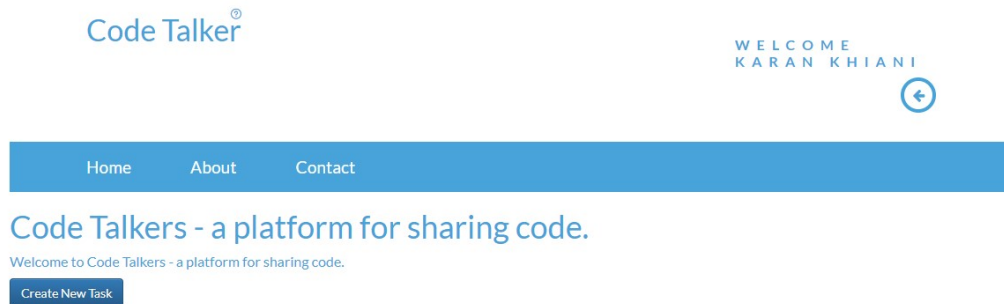 Code Talker
WELCOME
KARAN KHIANI
Home About Contact
Code Talkers - a platform for sharing code.
Welcome to Code Talkers - a platform for sharing code.
Create New Task